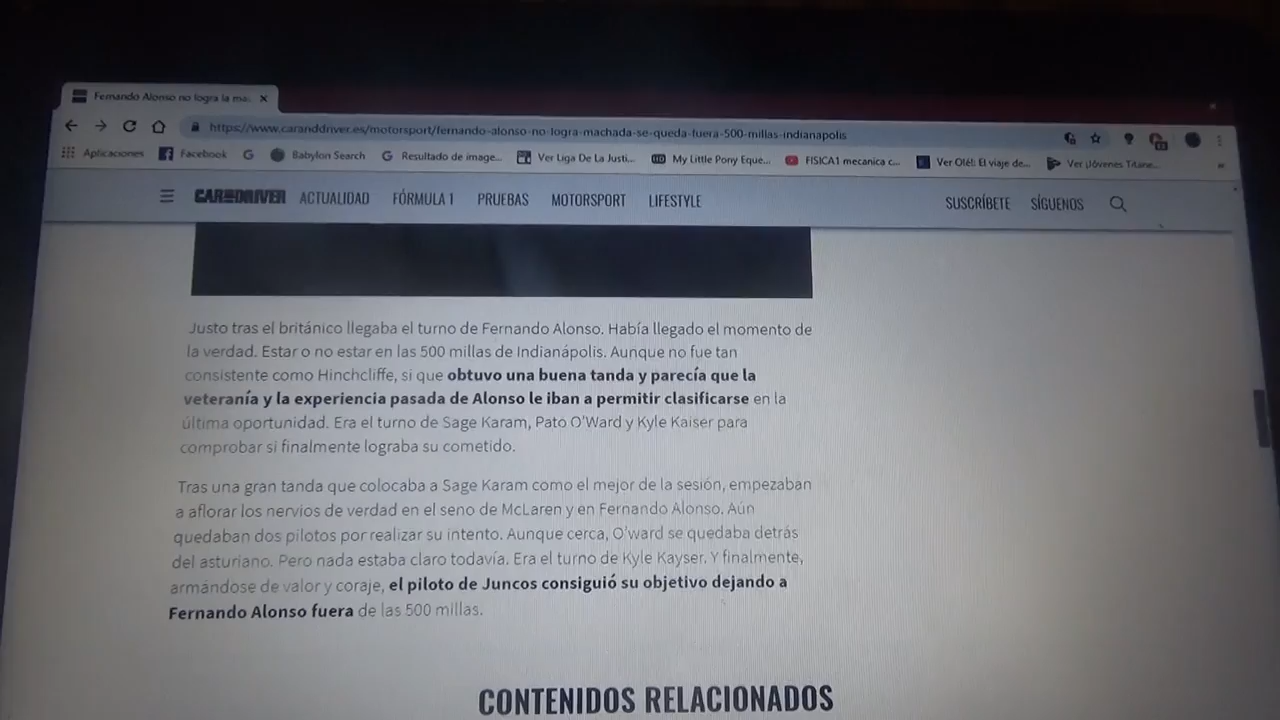 Fernando Alonso no logra la ma
https://www.caranddriver.es/motorsport/fernando-alonso-no-logra-machada-se-queda-fuera-500-millas-indianapolis
Aplicaciones Facebook Babylon Search Resultado de image... Ver Liga De La Justi... My Little Pony Eque... FISICA1 mecanica c... Ver Olé!: El viaje de... Ver ¡Jóvenes Titane...
CAR AND DRIVER ACTUALIDAD FÓRMULA 1 PRUEBAS MOTORSPORT LIFESTYLE SUSCRÍBETE SÍGUENOS
Justo tras el británico llegaba el turno de Fernando Alonso. Había llegado el momento de
la verdad. Estar o no estar en las 500 millas de Indianápolis. Aunque no fue tan
consistente como Hinchcliffe, si que obtuvo una buena tanda y parecía que la
veteranía y la experiencia pasada de Alonso le iban a permitir clasificarse en la
última oportunidad. Era el turno de Sage Karam, Pato O'Ward y Kyle Kaiser para
comprobar si finalmente lograba su cometido.
Tras una gran tanda que colocaba a Sage Karam como el mejor de la sesión, empezaban
a aflorar los nervios de verdad en el seno de McLaren y en Fernando Alonso. Aún
quedaban dos pilotos por realizar su intento. Aunque cerca, O'ward se quedaba detrás
del asturiano. Pero nada estaba claro todavía. Era el turno de Kyle Kayser. Y finalmente,
armándose de valor y coraje, el piloto de Juncos consiguió su objetivo dejando a
Fernando Alonso fuera de las 500 millas.
CONTENIDOS RELACIONADOS